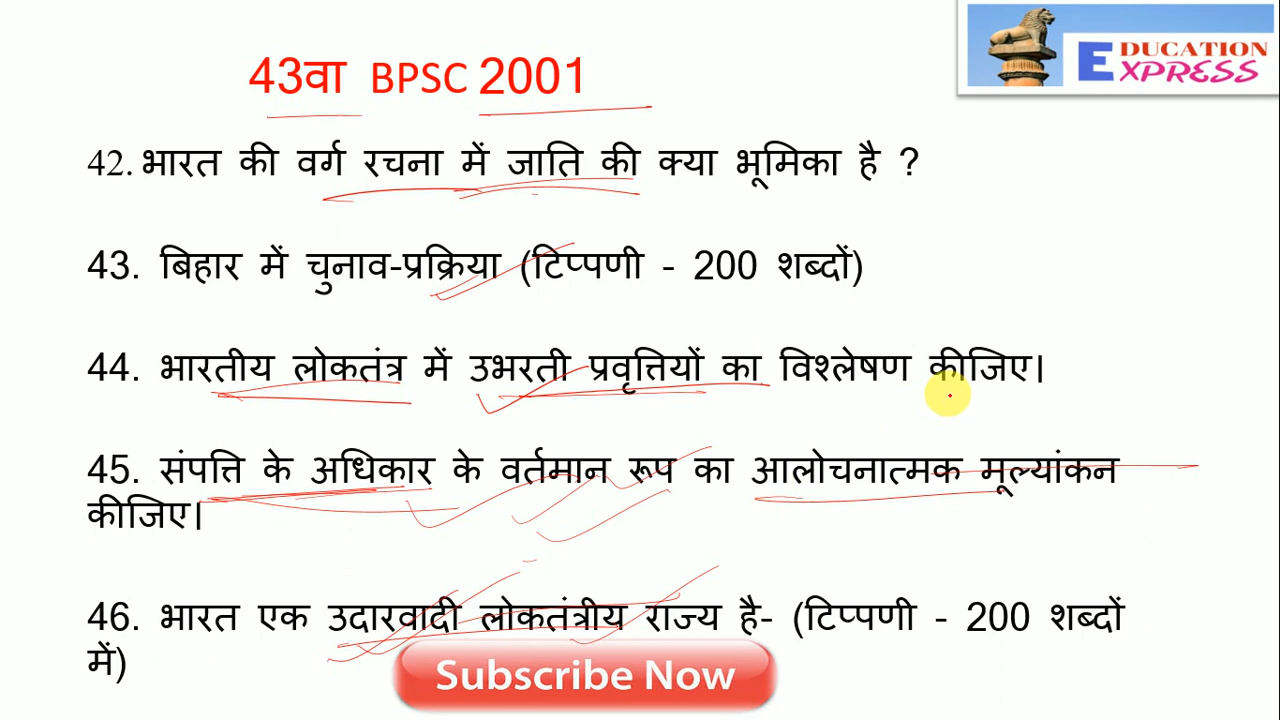 EDUCATION
XPRESS
43वा BPSC 2001
42. भारत की वर्ग रचना में जाति की क्या भूमिका है ?
43. बिहार में चुनाव-प्रक्रिया (टिप्पणी - 200 शब्दों)
44. भारतीय लोकतंत्र में उभरती प्रवृत्तियों का विश्लेषण कीजिए।
45. संपत्ति के अधिकार के वर्तमान रूप का आलोचनात्मक मूल्यांकन
कीजिए।
46. भारत एक उदारवादी लोकतंत्रीय राज्य है- (टिप्पणी - 200 शब्दों
में)
Subscribe Now